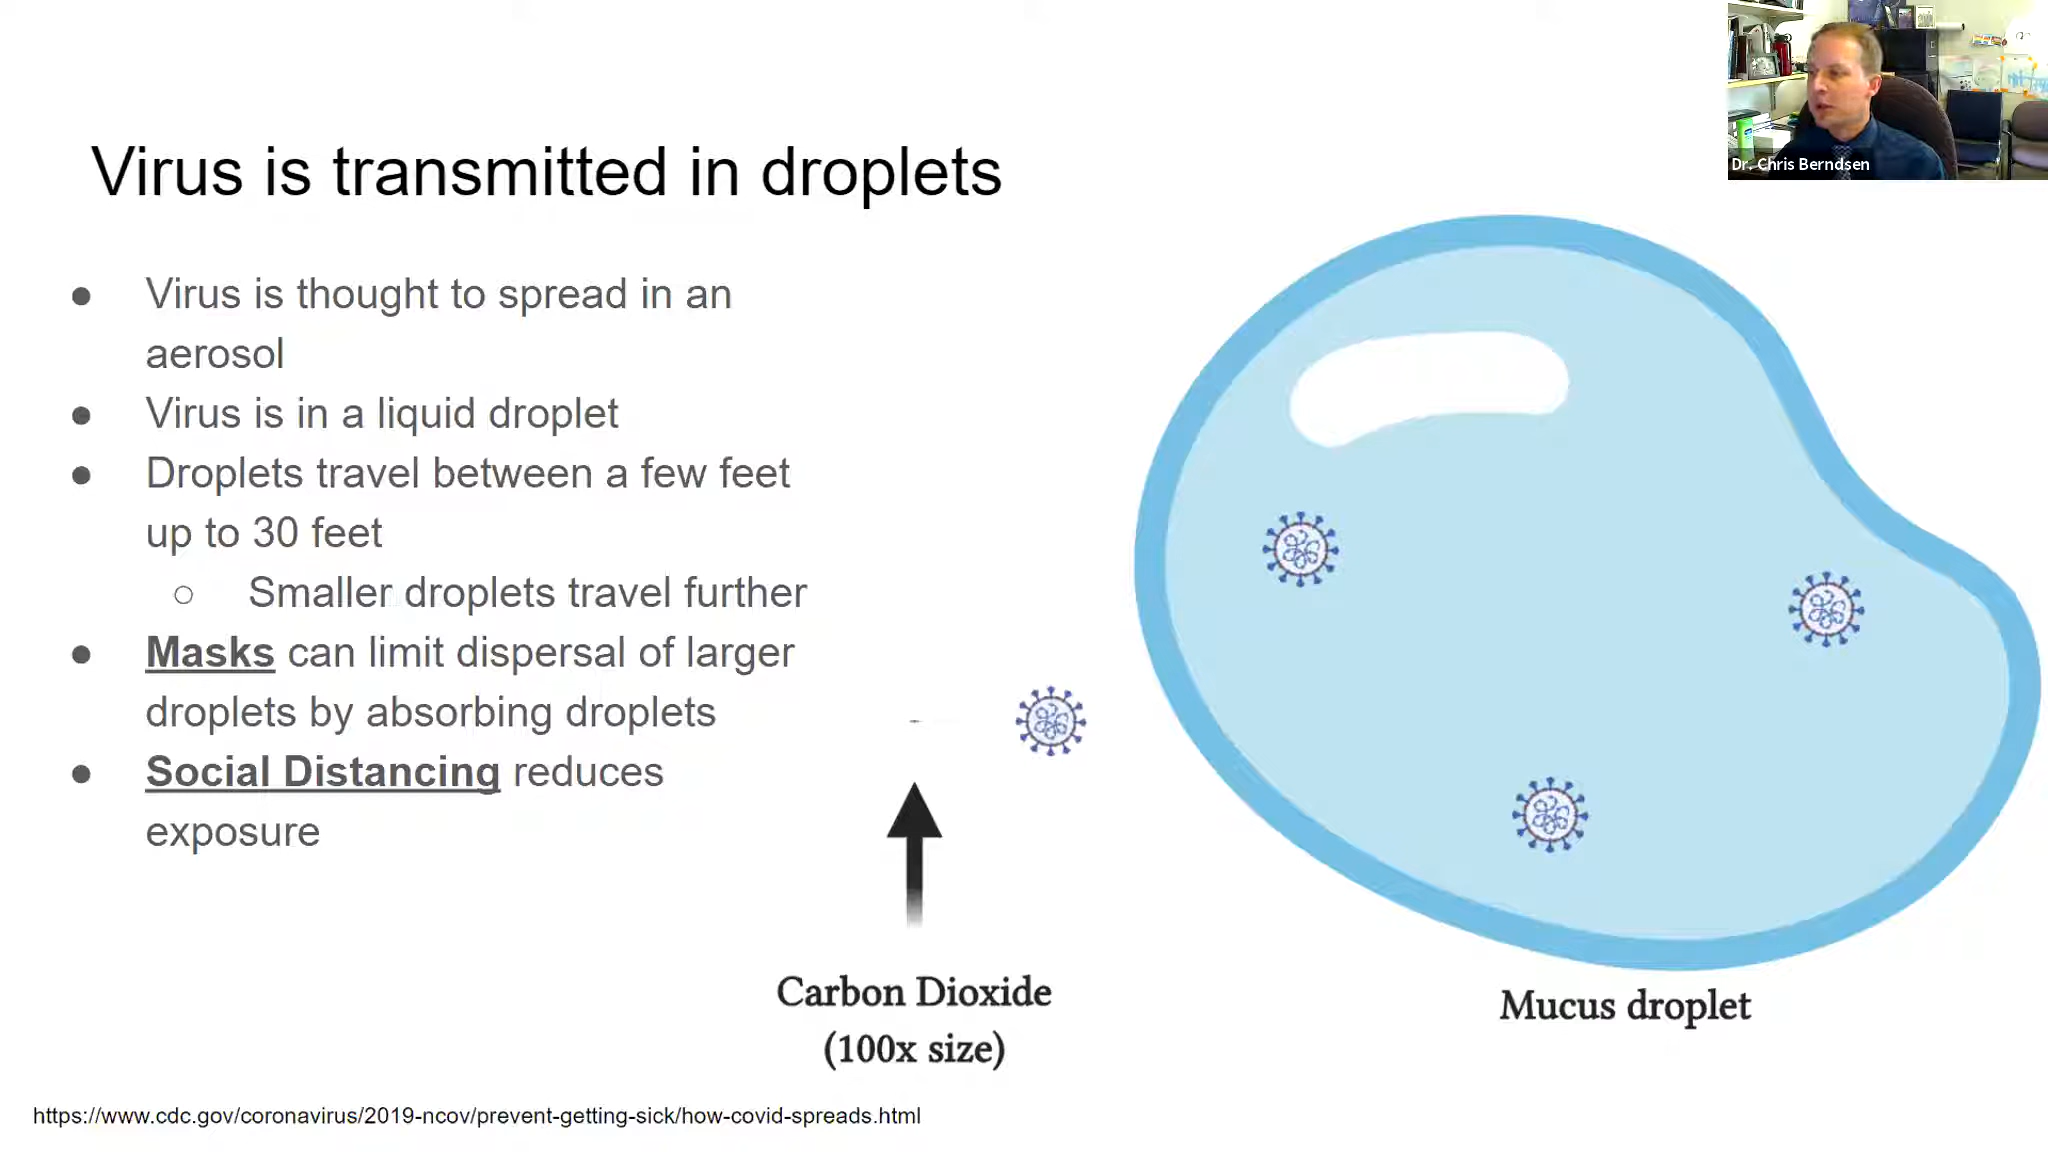 Dr. Chris Berndsen
Virus is transmitted in droplets
● Virus is thought to spread in an
aerosol
● Virus is in a liquid droplet
● Droplets travel between a few feet
up to 30 feet
○ Smaller droplets travel further
● Masks can limit dispersal of larger
droplets by absorbing droplets
● Social Distancing reduces
exposure
Carbon Dioxide
(100x size)
Mucus droplet
https://www.cdc.gov/coronavirus/2019-ncov/prevent-getting-sick/how-covid-spreads.html